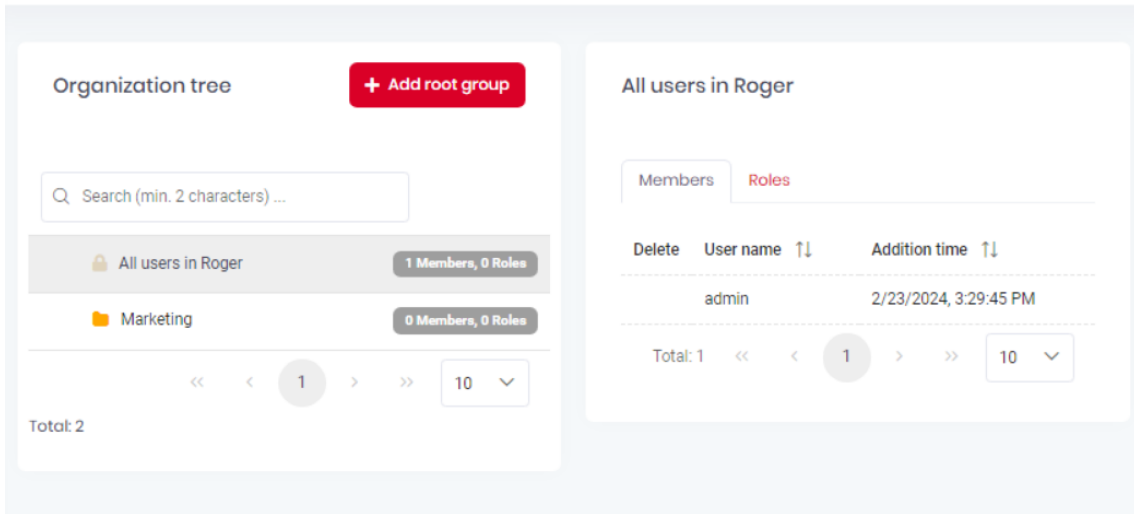 Organization tree
+ Add root group
Search (min. 2 characters) ...
All users in Roger
1 Members, 0 Roles
Marketing
0 Members, 0 Roles
<< < 1 > >> 10
Total: 2
All users in Roger
Members Roles
Delete User name ↑↓ Addition time ↑↓
admin 2/23/2024, 3:29:45 PM
Total: 1 << < 1 > >> 10